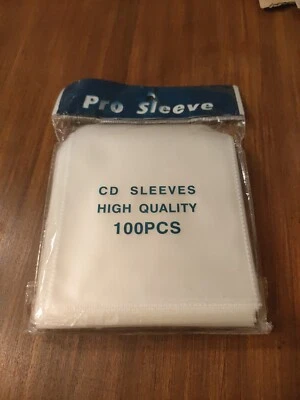 Pro Sleeve
CD SLEEVES
HIGH QUALITY
100PCS